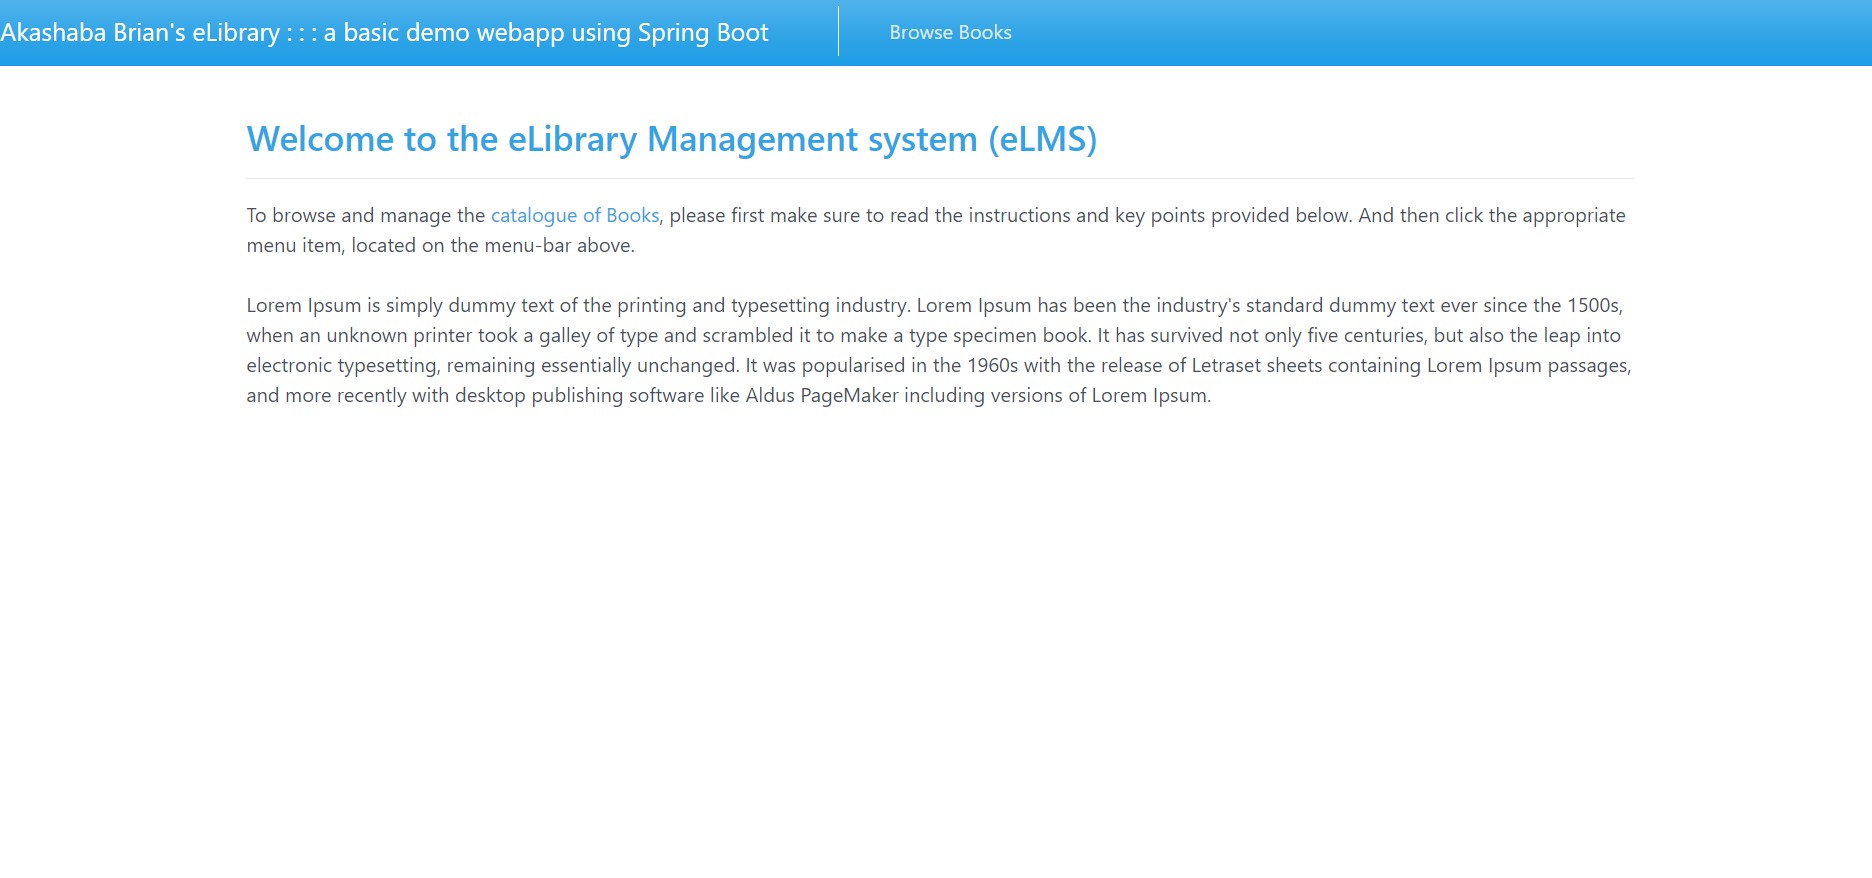 Akashaba Brian's eLibrary : : : a basic demo webapp using Spring Boot
Browse Books
Welcome to the eLibrary Management system (eLMS)
To browse and manage the catalogue of Books, please first make sure to read the instructions and key points provided below. And then click the appropriate
menu item, located on the menu-bar above.
Lorem Ipsum is simply dummy text of the printing and typesetting industry. Lorem Ipsum has been the industry's standard dummy text ever since the 1500s,
when an unknown printer took a galley of type and scrambled it to make a type specimen book. It has survived not only five centuries, but also the leap into
electronic typesetting, remaining essentially unchanged. It was popularised in the 1960s with the release of Letraset sheets containing Lorem Ipsum passages,
and more recently with desktop publishing software like Aldus PageMaker including versions of Lorem Ipsum.